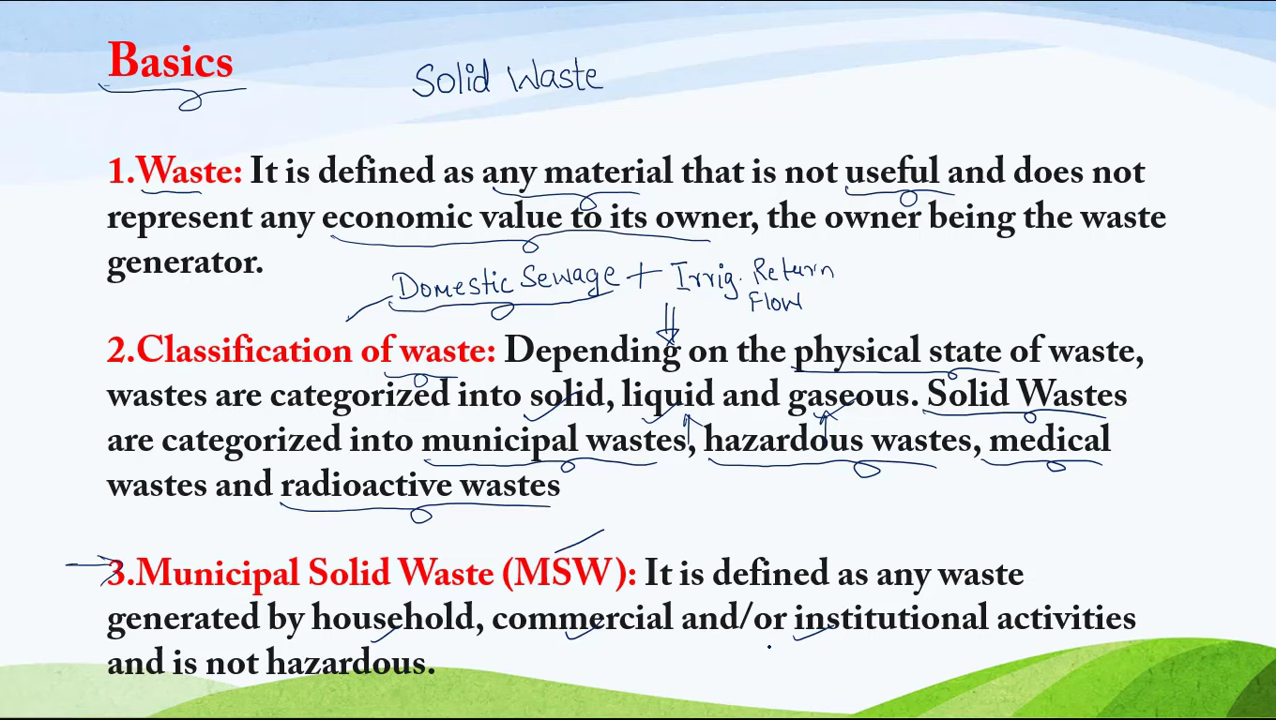 Basics
Solid Waste
1.Waste: It is defined as any material that is not useful and does not
represent any economic value to its owner, the owner being the waste
generator.
Domestic Sewage + Irrig. Return
Flow
2.Classification of waste: Depending on the physical state of waste,
wastes are categorized into solid, liquid and gaseous. Solid Wastes
are categorized into municipal wastes, hazardous wastes, medical
wastes and radioactive wastes
3.Municipal Solid Waste (MSW): It is defined as any waste
generated by household, commercial and/or institutional activities
and is not hazardous.